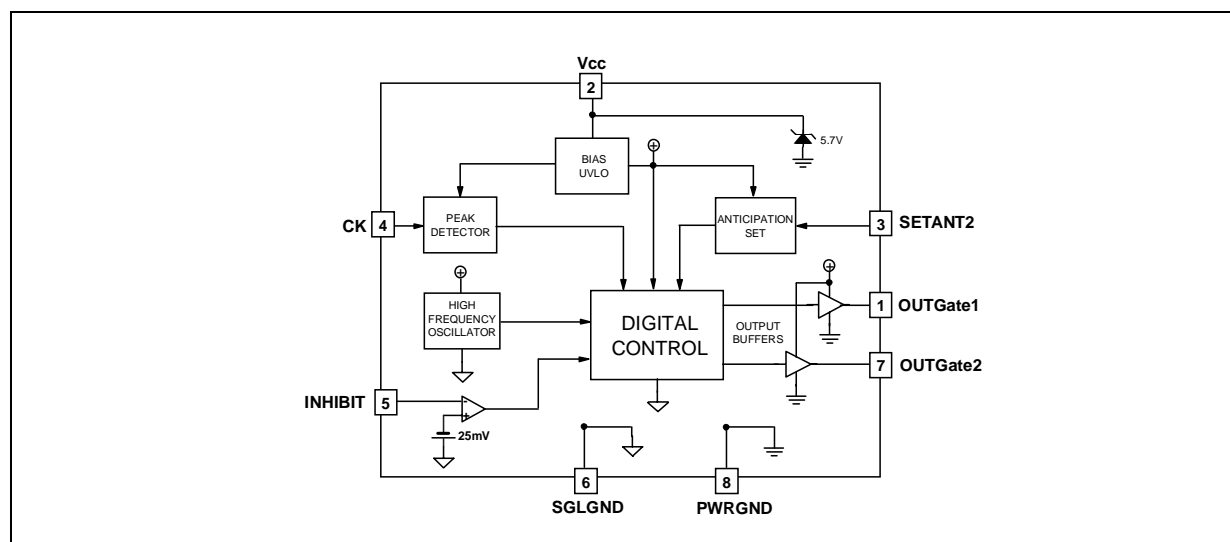 Vcc
2
5.7V
BIAS
UVLO
CK
4
PEAK
DETECTOR
ANTICIPATION
SET
3
SETANT2
HIGH
FREQUENCY
OSCILLATOR
DIGITAL
CONTROL
OUTPUT
BUFFERS
1
OUTGate1
7
OUTGate2
INHIBIT
5
-
+
25mV
6
SGLGND
8
PWRGND